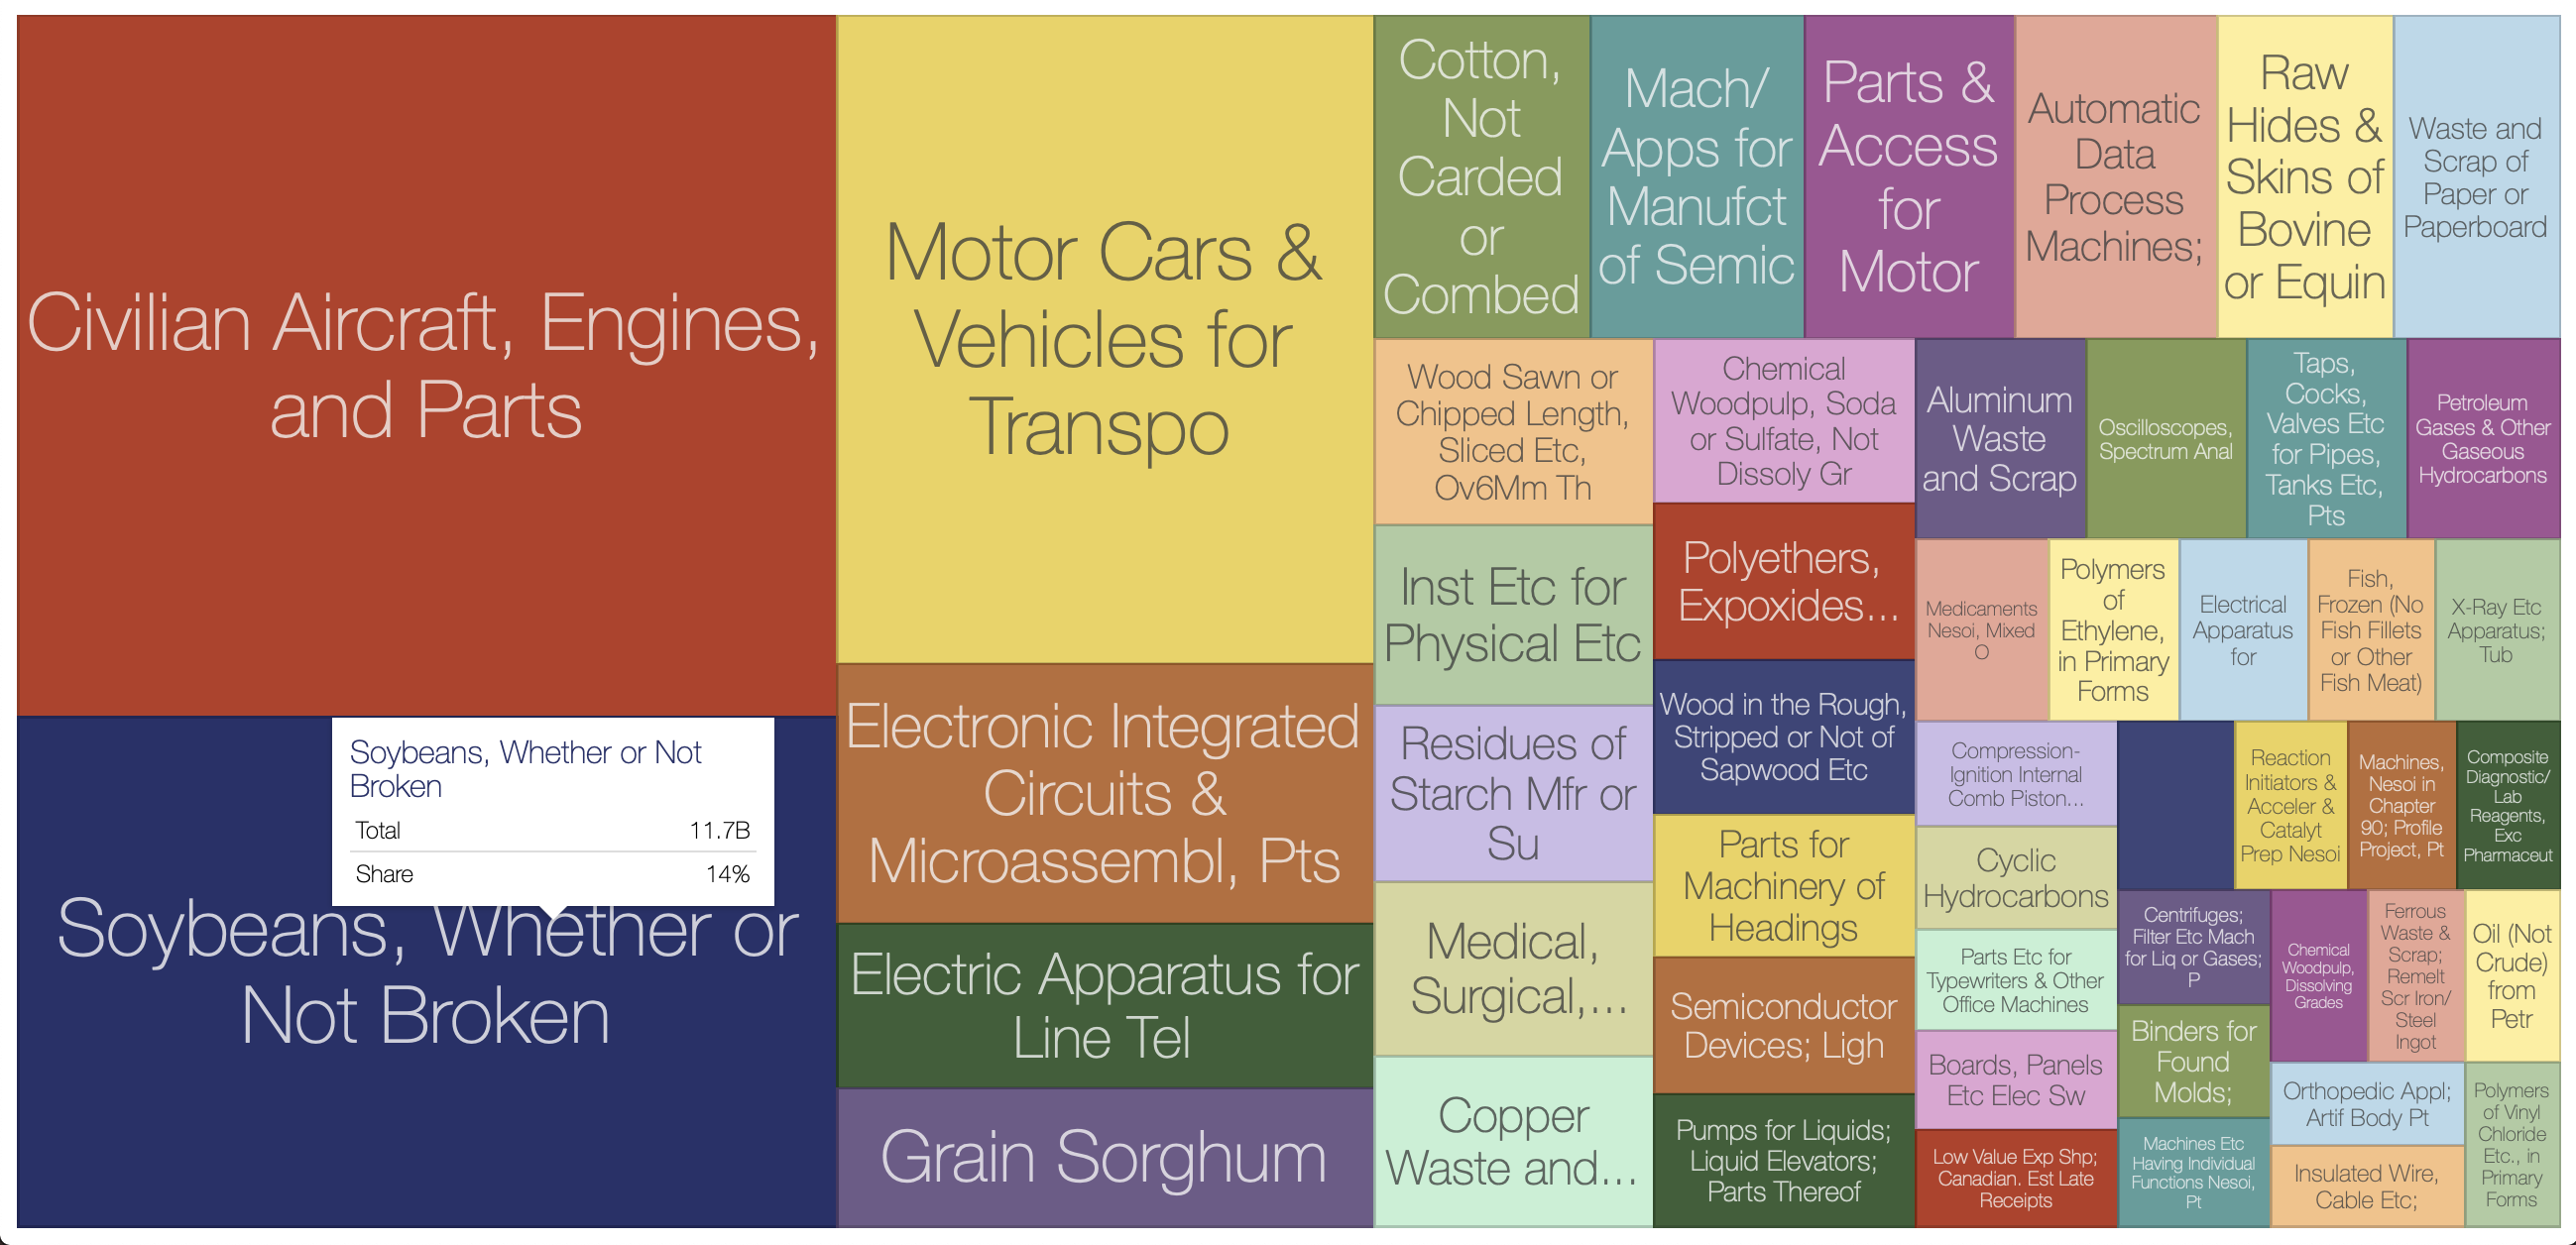 Civilian Aircraft, Engines,
and Parts
Soybeans, Whether or Not
Broken
Total 11.7B
Share 14%
Soybeans, Whether or
Not Broken
Motor Cars &
Vehicles for
Transpo
Electronic Integrated
Circuits &
Microassembl, Pts
Electric Apparatus for
Line Tel
Grain Sorghum
Cotton,
Not
Carded
or
Combed
Mach/
Apps for
Manufct
of Semic
Parts &
Access
for
Motor
Automatic
Data
Process
Machines;
Raw
Hides &
Skins of
Bovine
or Equin
Waste and
Scrap of
Paper or
Paperboard
Wood Sawn or
Chipped Length,
Sliced Etc,
Ov6Mm Th
Inst Etc for
Physical Etc
Residues of
Starch Mfr or
Su
Medical,
Surgical,...
Copper
Waste and...
Chemical
Woodpulp, Soda
or Sulfate, Not
Dissoly Gr
Polyethers,
Expoxides...
Wood in the Rough,
Stripped or Not of
Sapwood Etc
Parts for
Machinery of
Headings
Semiconductor
Devices; Ligh
Pumps for Liquids;
Liquid Elevators;
Parts Thereof
Aluminum
Waste
and Scrap
Oscilloscopes,
Spectrum Anal
Taps,
Cocks,
Valves Etc
for Pipes,
Tanks Etc,
Pts
Petroleum
Gases & Other
Gaseous
Hydrocarbons
Medicaments
Nesoi, Mixed
O
Polymers
of
Ethylene,
in Primary
Forms
Electrical
Apparatus
for
Fish,
Frozen (No
Fish Fillets
or Other
Fish Meat)
X-Ray Etc
Apparatus;
Tub
Compression-
Ignition Internal
Comb Piston...
Cyclic
Hydrocarbons
Parts Etc for
Typewriters & Other
Office Machines
Boards, Panels
Etc Elec Sw
Low Value Exp Shp;
Canadian. Est Late
Receipts
Reaction
Initiators &
Acceler &
Catalyt
Prep Nesoi
Machines,
Nesoi in
Chapter
90; Profile
Project, Pt
Composite
Diagnostic/
Lab
Reagents,
Exc
Pharmaceut
Centrifuges;
Filter Etc Mach
for Liq or Gases;
P
Binders for
Found
Molds;
Machines Etc
Having Individual
Functions Nesoi,
Pt
Chemical
Woodpulp,
Dissolving
Grades
Ferrous
Waste &
Scrap;
Remelt
Scr Iron/
Steel
Ingot
Oil (Not
Crude)
from
Petr
Orthopedic Appl;
Artif Body Pt
Insulated Wire,
Cable Etc;
Polymers
of Vinyl
Chloride
Etc., in
Primary
Forms